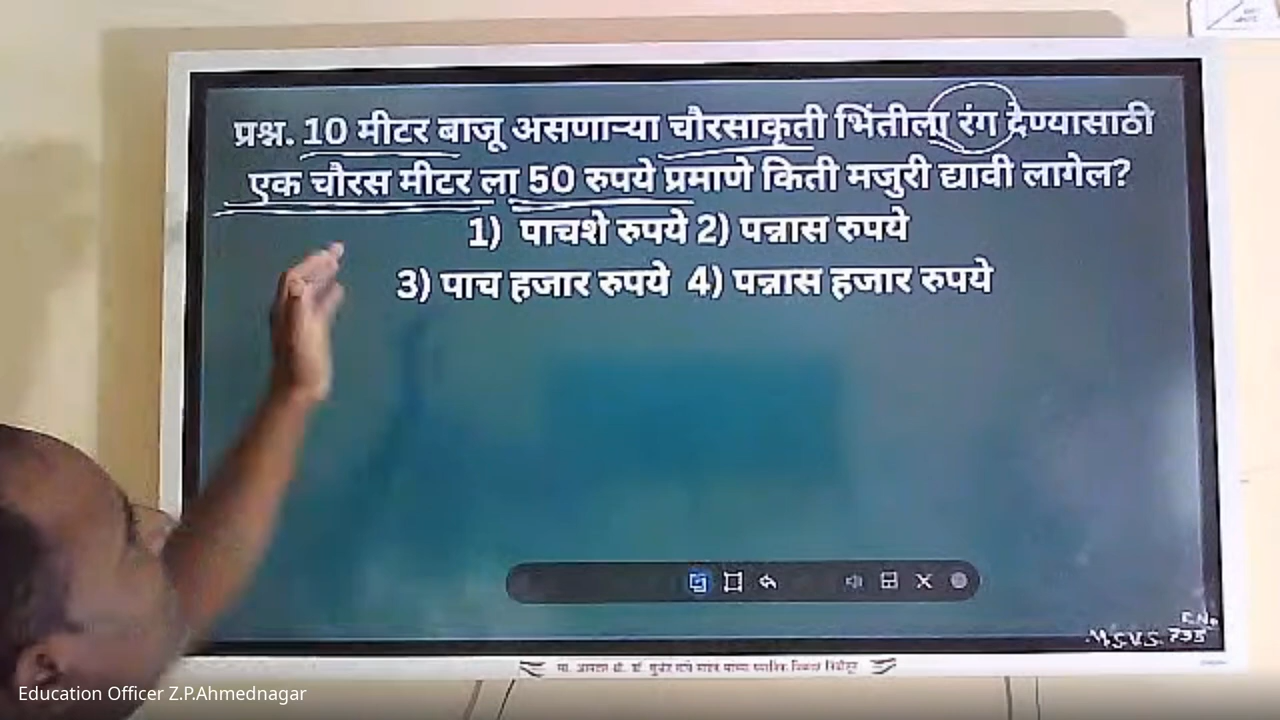 प्रश्न. 10 मीटर बाजू असणाऱ्या चौरसाकृती भिंतीला रंग देण्यासाठी
एक चौरस मीटर ला 50 रुपये प्रमाणे किती मजुरी द्यावी लागेल?
1) पाचशे रुपये 2) पन्नास रुपये
3) पाच हजार रुपये 4) पन्नास हजार रुपये
M.S.V.S. 735
Education Officer Z.P.Ahmednagar